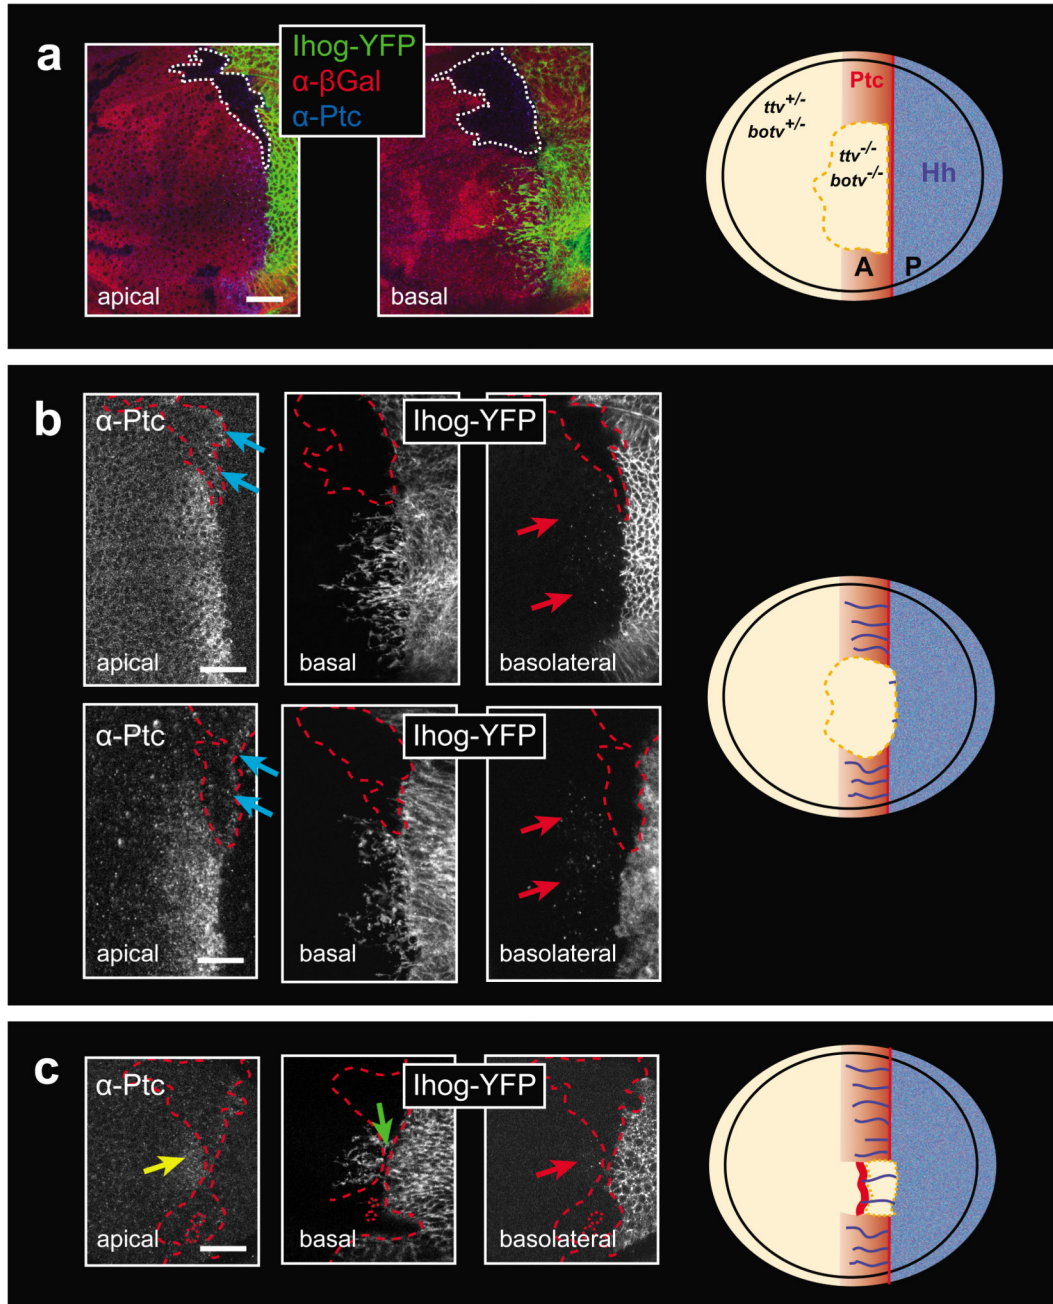 a
Ihog-YFP
α-βGal
α-Ptc
apical
basal
Ptc
ttv+/-
botv+/-
ttv-/-
botv-/-
Hh
A
P
b
α-Ptc
Ihog-YFP
apical
basal
basolateral
α-Ptc
Ihog-YFP
apical
basal
basolateral
c
α-Ptc
Ihog-YFP
apical
basal
basolateral